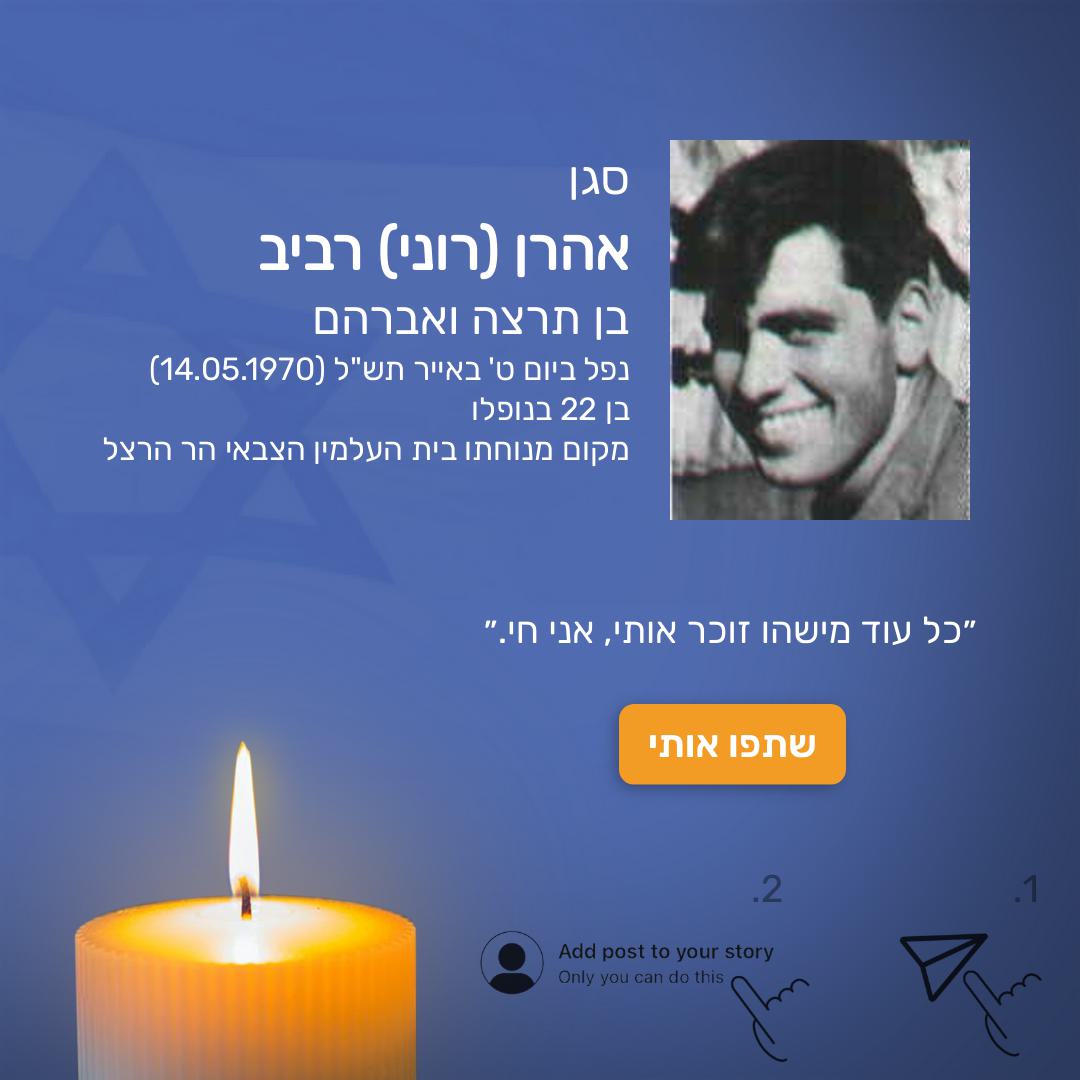 סגן
אהרן (רוני) רביב
בן תרצה ואברהם
נפל ביום ט' באייר תש"ל (14.05.1970)
בן 22 בנופלו
מקום מנוחתו בית העלמין הצבאי הר הרצל
״כל עוד מישהו זוכר אותי, אני חי.״
שתפו אותי
1.
2.
Add post to your story
Only you can do this